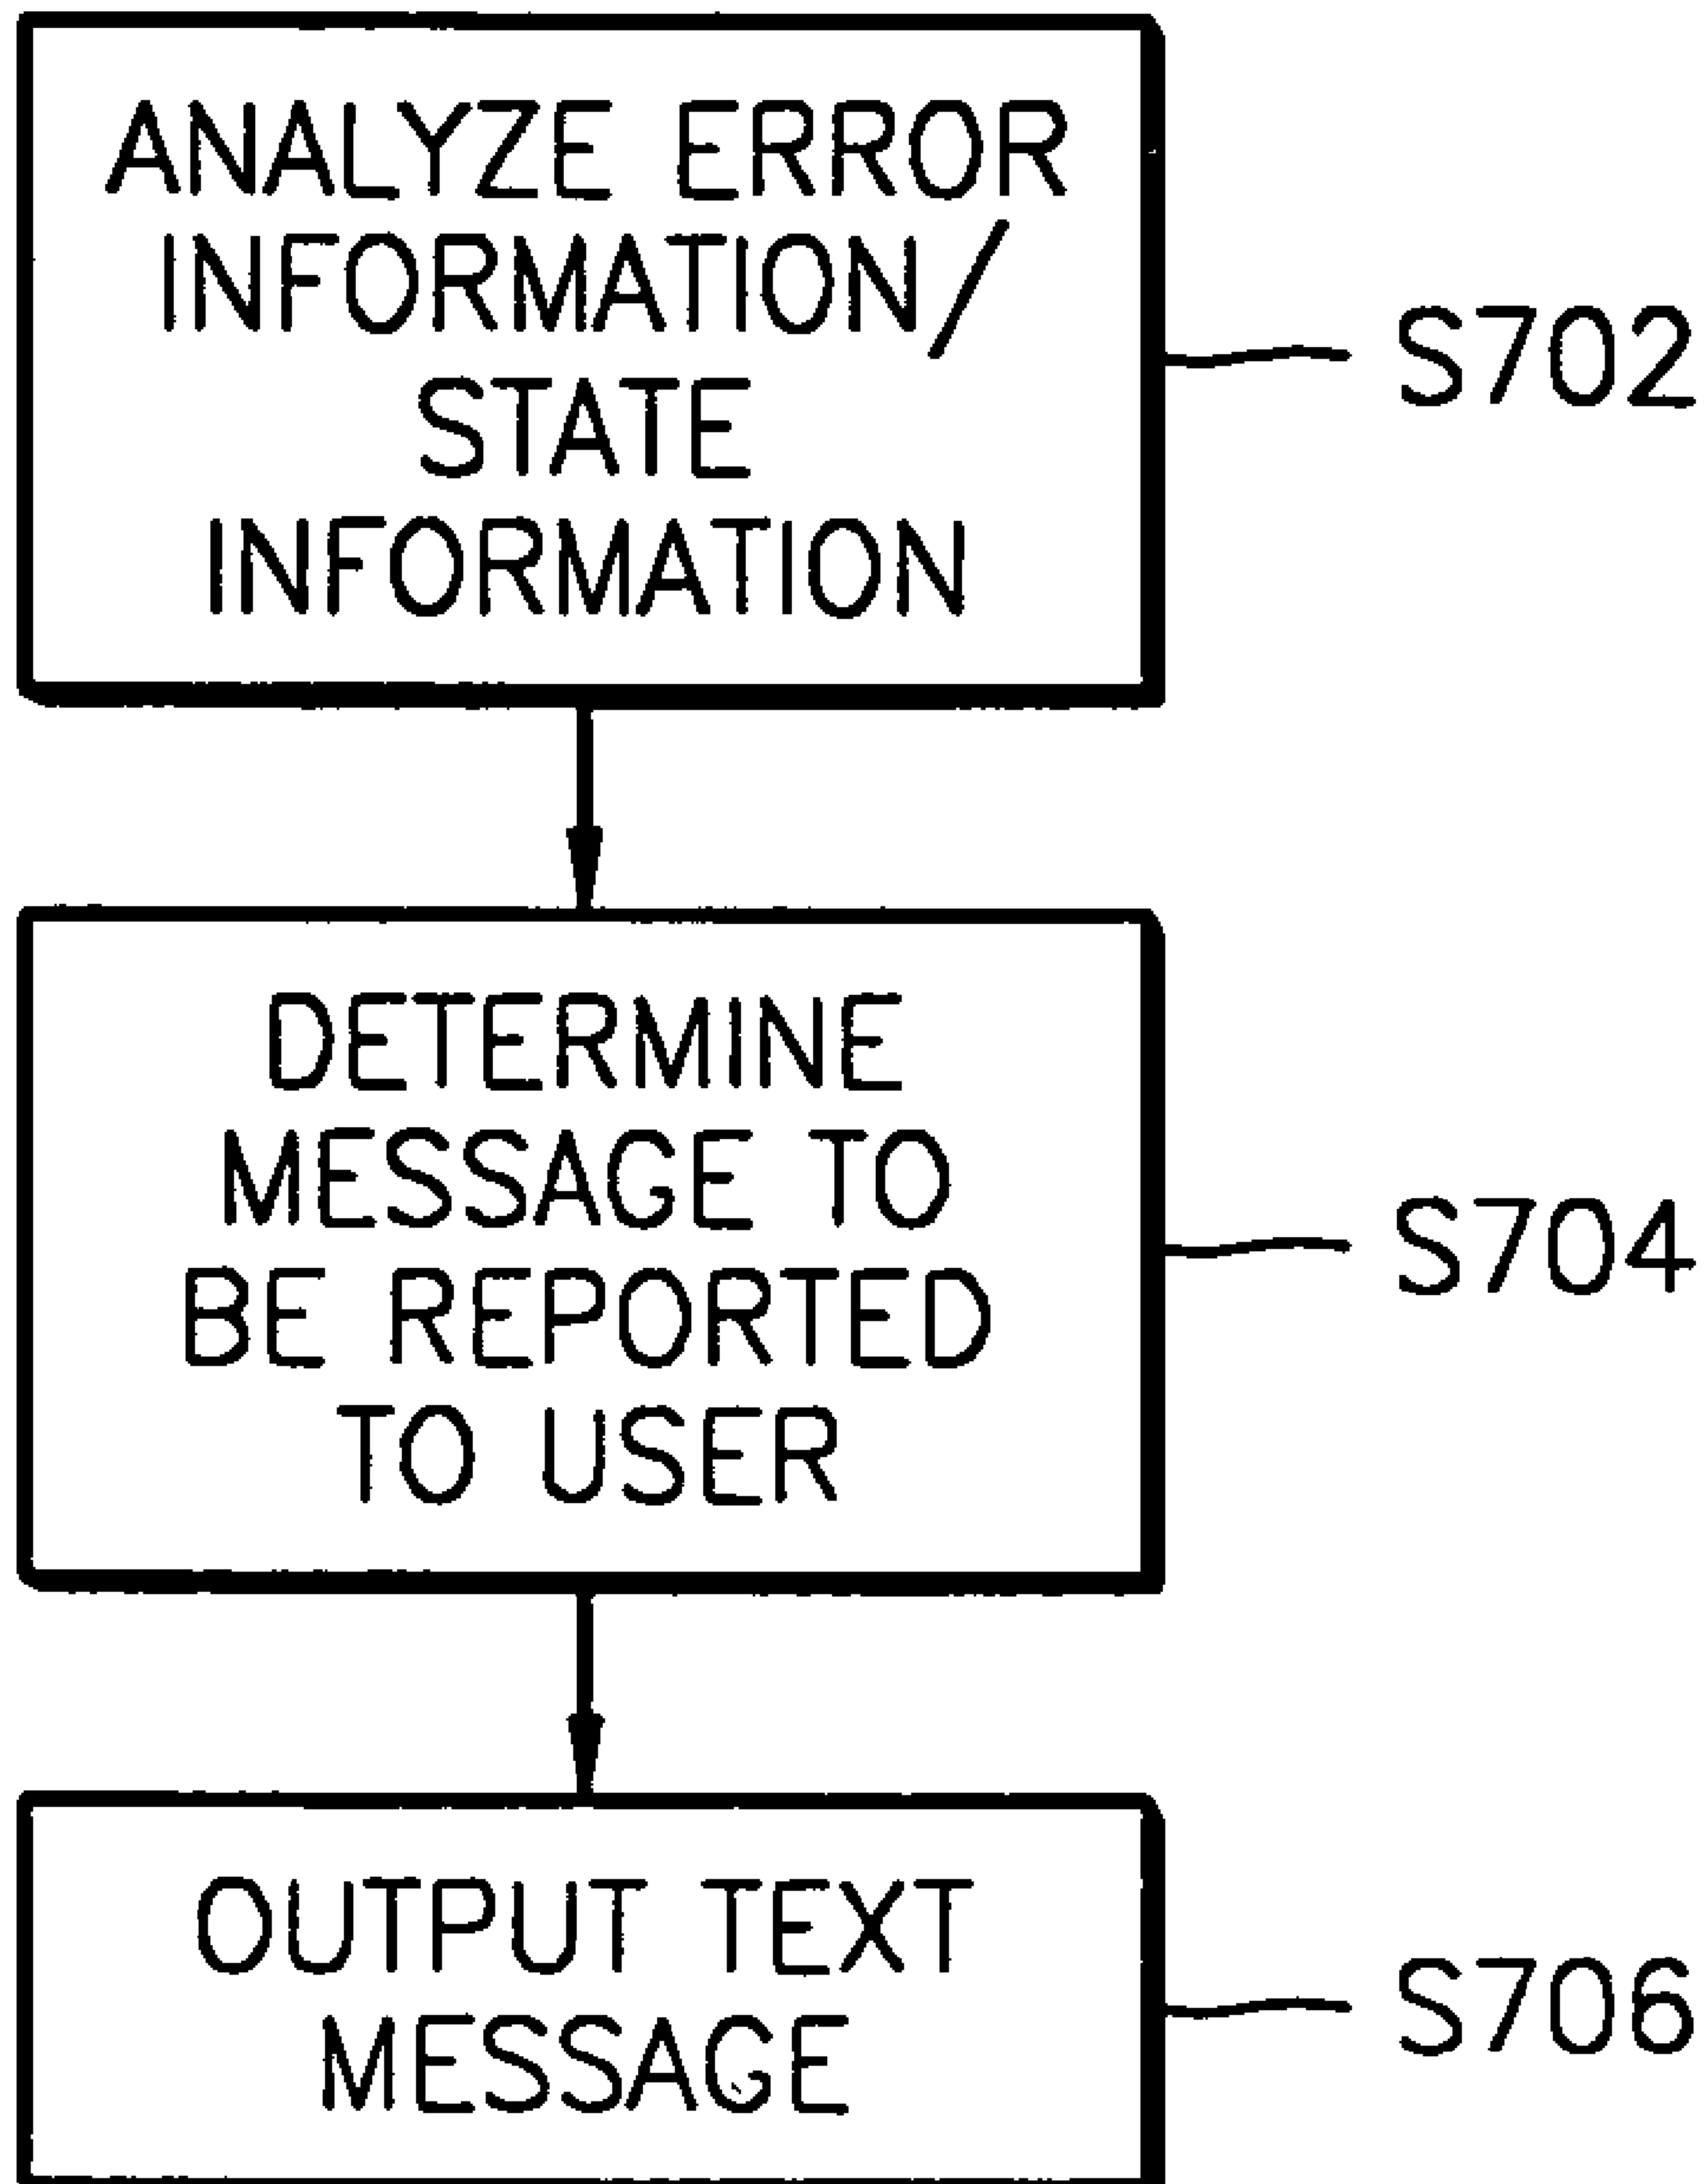 ANALYZE ERROR
INFORMATION/
STATE
INFORMATION
S702
DETERMINE
MESSAGE TO
BE REPORTED
TO USER
S704
OUTPUT TEXT
MESSAGE
S706